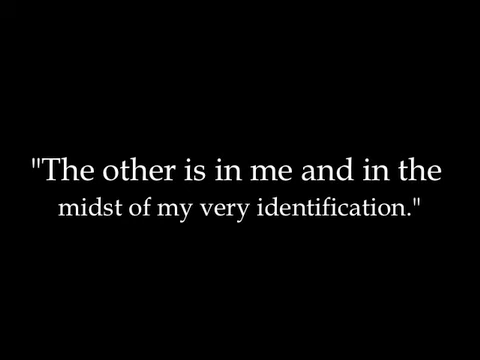 "The other is in me and in the
midst of my very identification."